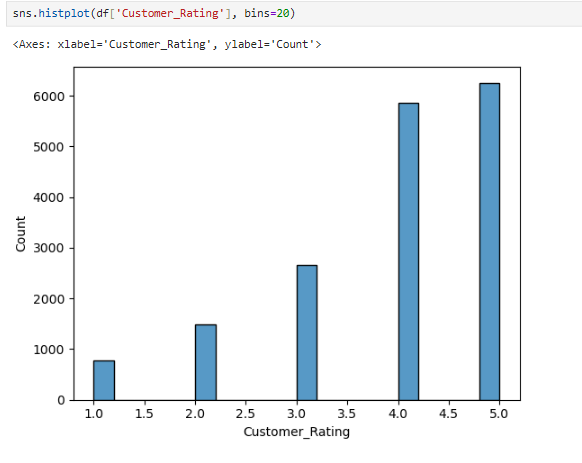 sns.histplot(df['Customer_Rating'], bins=20)
<Axes: xlabel='Customer_Rating', ylabel='Count'>
6000
5000
4000
3000
2000
1000
0
Count
1.0 1.5 2.0 2.5 3.0 3.5 4.0 4.5 5.0
Customer_Rating